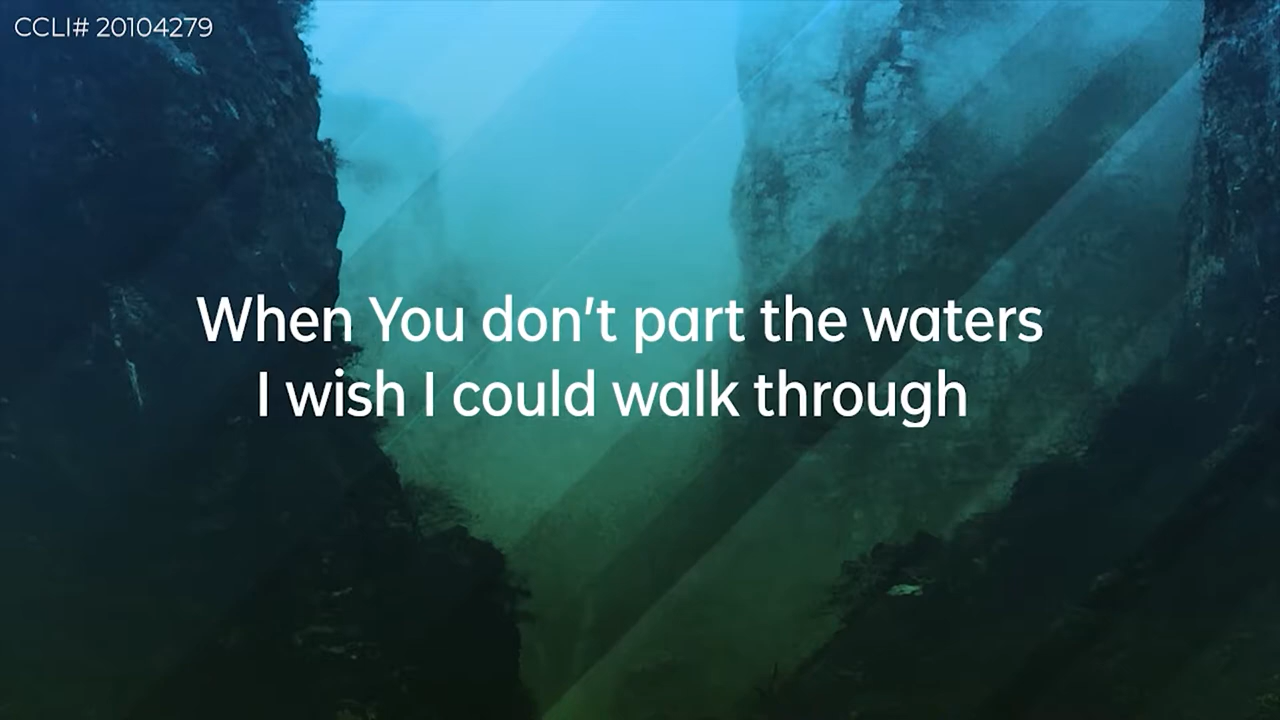 CCLI# 20104279
When You don't part the waters
I wish I could walk through